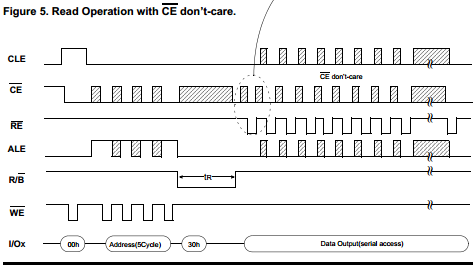 Figure 5. Read Operation with CE don't-care.
CLE
CE don't-care
CE
RE
ALE
R/B
tR
WE
I/Ox
00h
Address(5Cycle)
30h
Data Output(serial access)